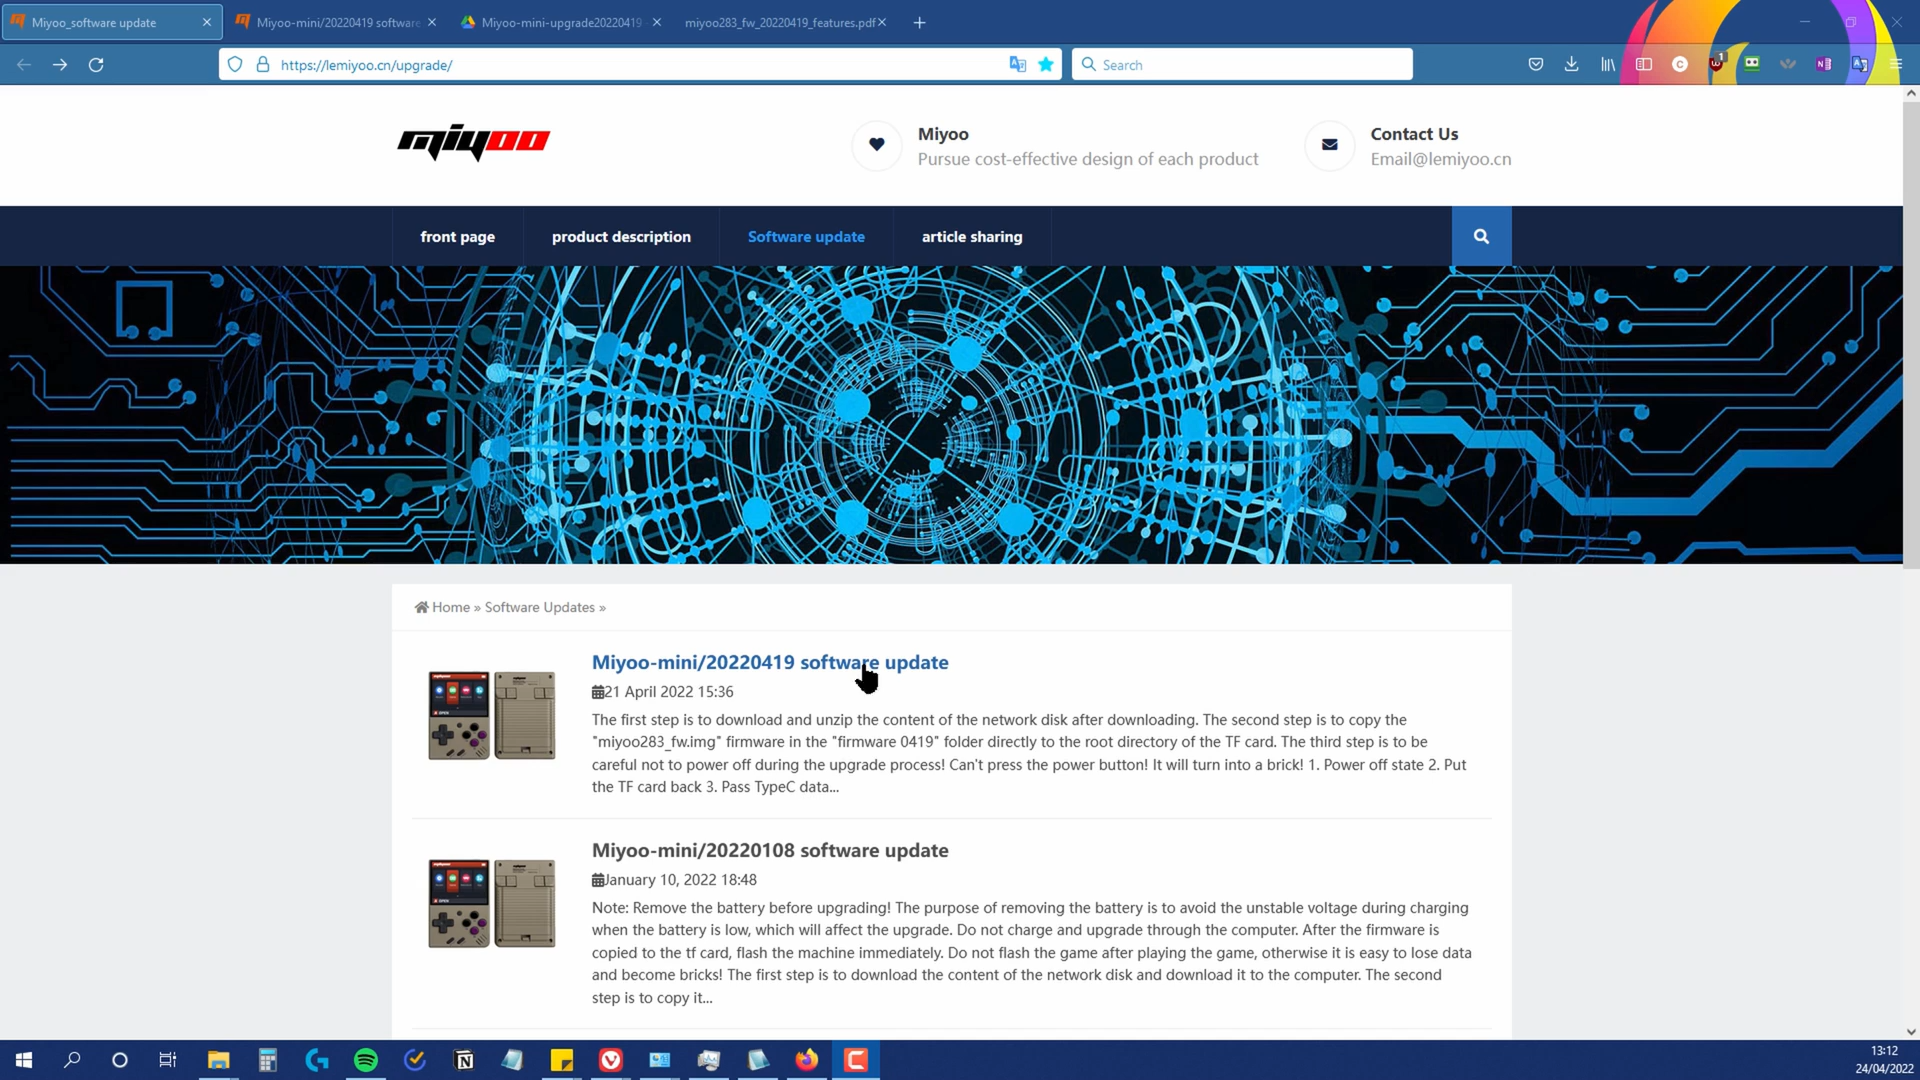 Miyoo_software update
Miyoo-mini/20220419 software
Miyoo-mini-upgrade20220419
miyoo283_fw_20220419_features.pdf
https://lemiyoo.cn/upgrade/
Search
1
miyoo
Miyoo
Pursue cost-effective design of each product
Contact Us
Email@lemiyoo.cn
front page
product description
Software update
article sharing
Home » Software Updates »
Miyoo-mini/20220419 software update
21 April 2022 15:36
The first step is to download and unzip the content of the network disk after downloading. The second step is to copy the
"miyoo283_fw.img" firmware in the "firmware 0419" folder directly to the root directory of the TF card. The third step is to be
careful not to power off during the upgrade process! Can't press the power button! It will turn into a brick! 1. Power off state 2. Put
the TF card back 3. Pass TypeC data...
Miyoo-mini/20220108 software update
January 10, 2022 18:48
Note: Remove the battery before upgrading! The purpose of removing the battery is to avoid the unstable voltage during charging
when the battery is low, which will affect the upgrade. Do not charge and upgrade through the computer. After the firmware is
copied to the tf card, flash the machine immediately. Do not flash the game after playing the game, otherwise it is easy to lose data
and become bricks! The first step is to download the content of the network disk and download it to the computer. The second
step is to copy it...
13:12
24/04/2022